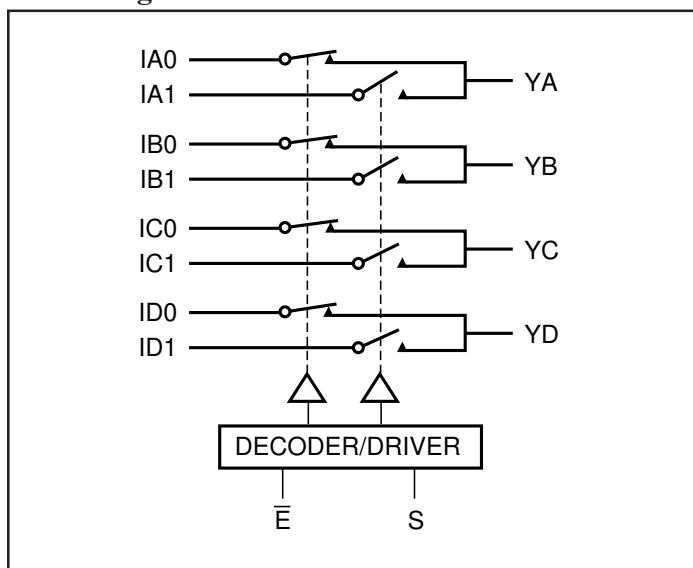 IA0
IA1
YA
IB0
IB1
YB
IC0
IC1
YC
ID0
ID1
YD
DECODER/DRIVER
E̅
S